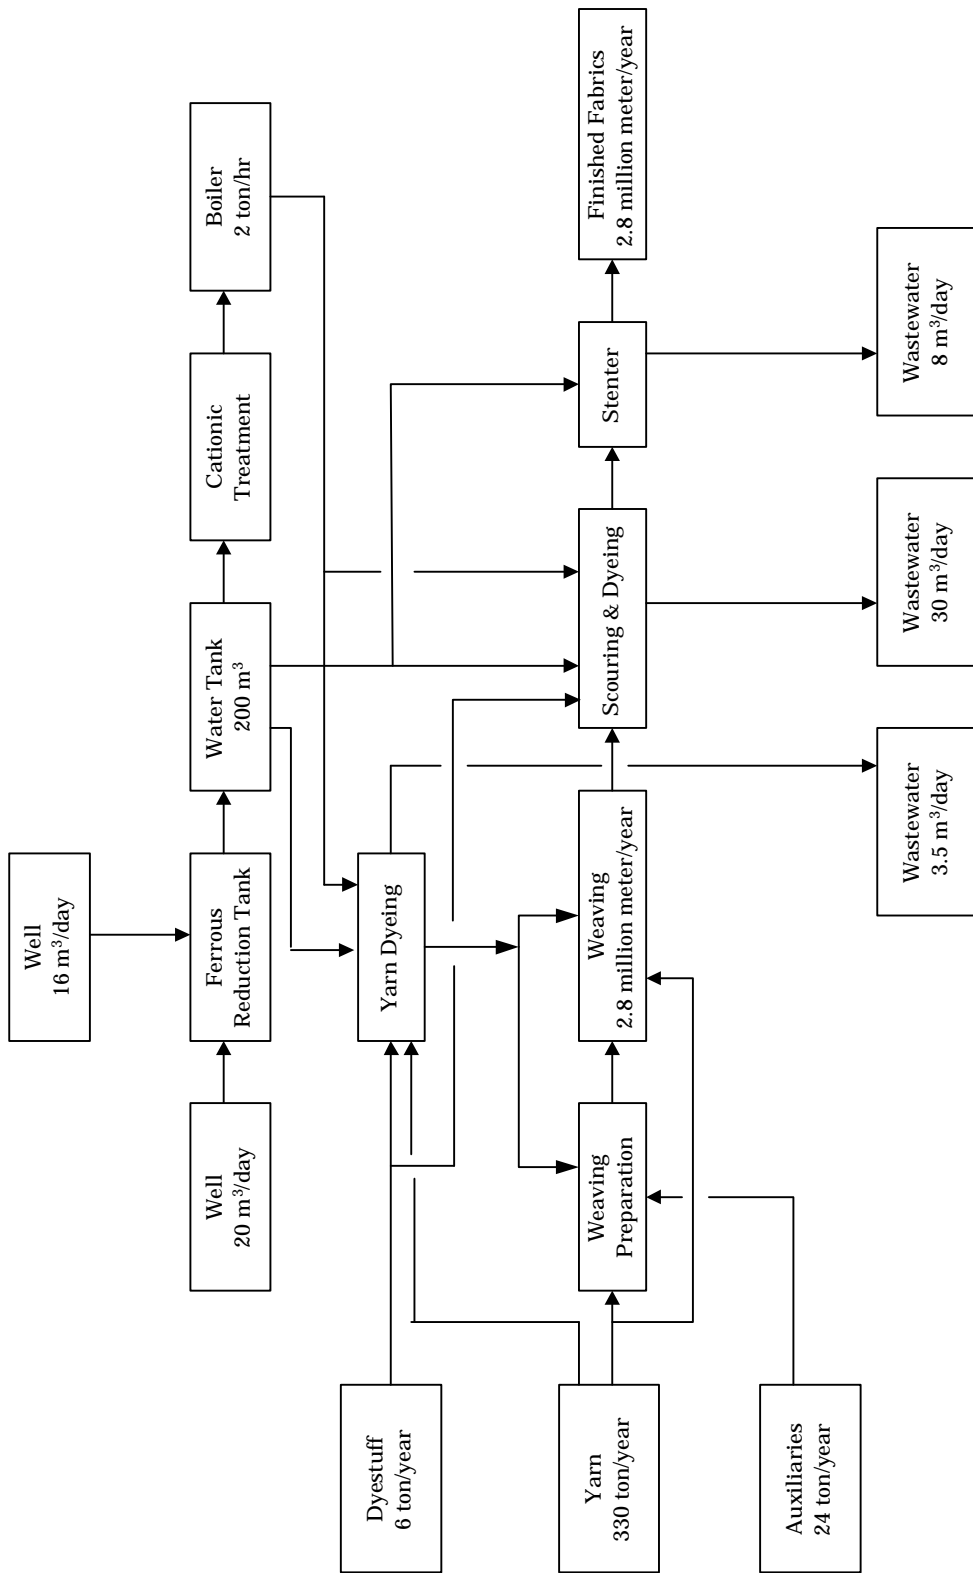 Well
16 m³/day
Well
20 m³/day
Ferrous
Reduction Tank
Water Tank
200 m³
Cationic
Treatment
Boiler
2 ton/hr
Dyestuff
6 ton/year
Yarn Dyeing
Yarn
330 ton/year
Weaving
Preparation
Weaving
2.8 million meter/year
Scouring & Dyeing
Stenter
Finished Fabrics
2.8 million meter/year
Auxiliaries
24 ton/year
Wastewater
3.5 m³/day
Wastewater
30 m³/day
Wastewater
8 m³/day